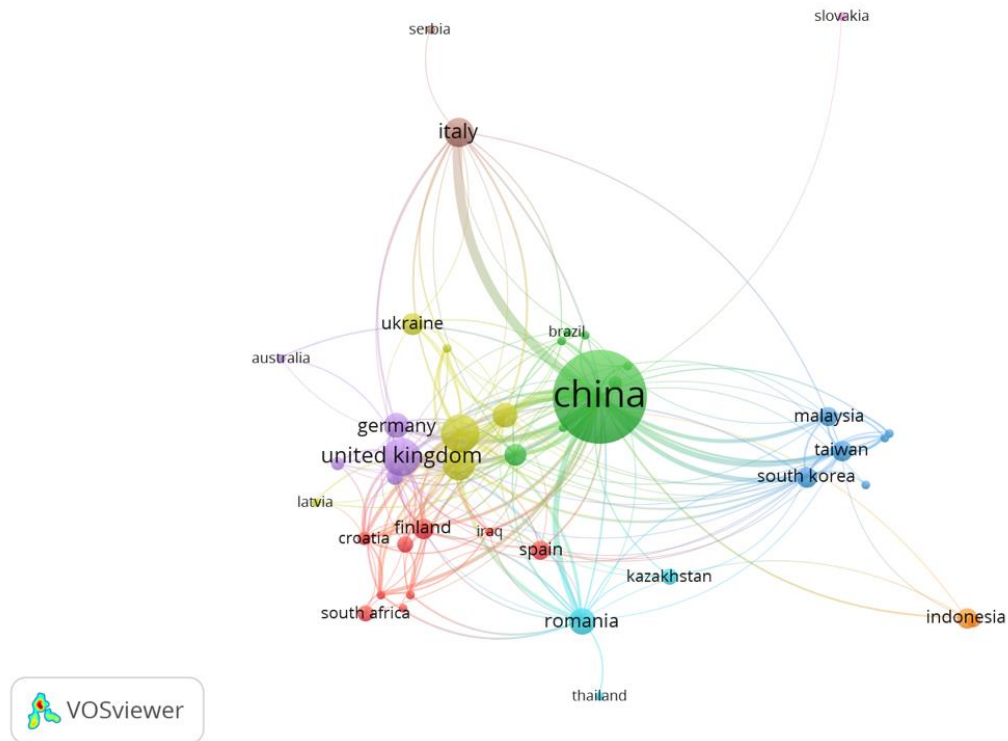 serbia
slovakia
italy
ukraine
brazil
australia
china
germany
malaysia
united kingdom
taiwan
south korea
latvia
finland
iraq
croatia
spain
kazakhstan
south africa
romania
indonesia
thailand
VOSviewer